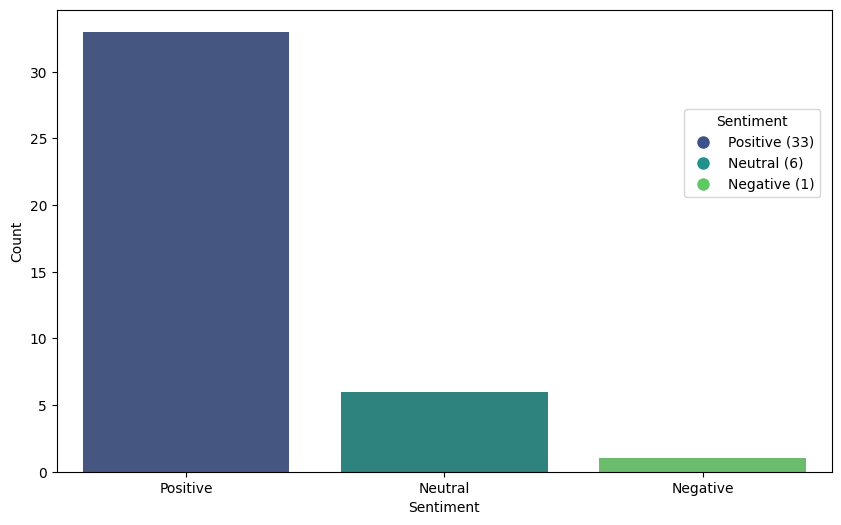 30
25
20
15
10
5
0
Count
Sentiment
Positive (33)
Neutral (6)
Negative (1)
Positive
Neutral
Negative
Sentiment